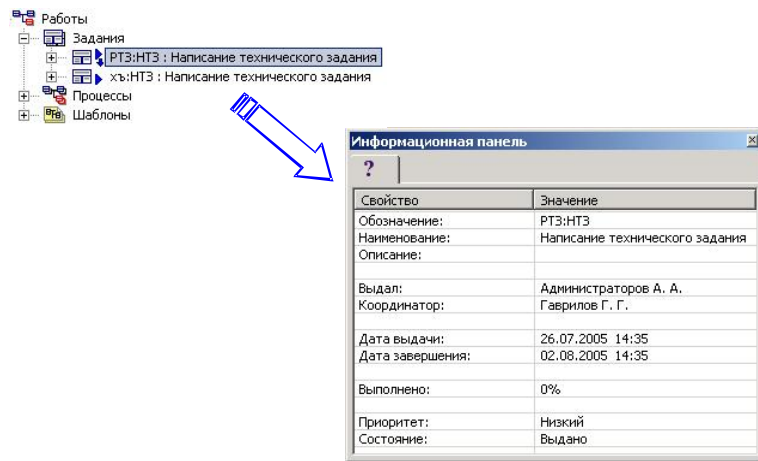 Работы
Задания
РТЗ:НТЗ : Написание технического задания
хъ:НТЗ : Написание технического задания
Процессы
Шаблоны
Информационная панель
?
Свойство Значение
Обозначение: РТЗ:НТЗ
Наименование: Написание технического задания
Описание:
Выдал: Администраторов А. А.
Координатор: Гаврилов Г. Г.
Дата выдачи: 26.07.2005 14:35
Дата завершения: 02.08.2005 14:35
Выполнено: 0%
Приоритет: Низкий
Состояние: Выдано